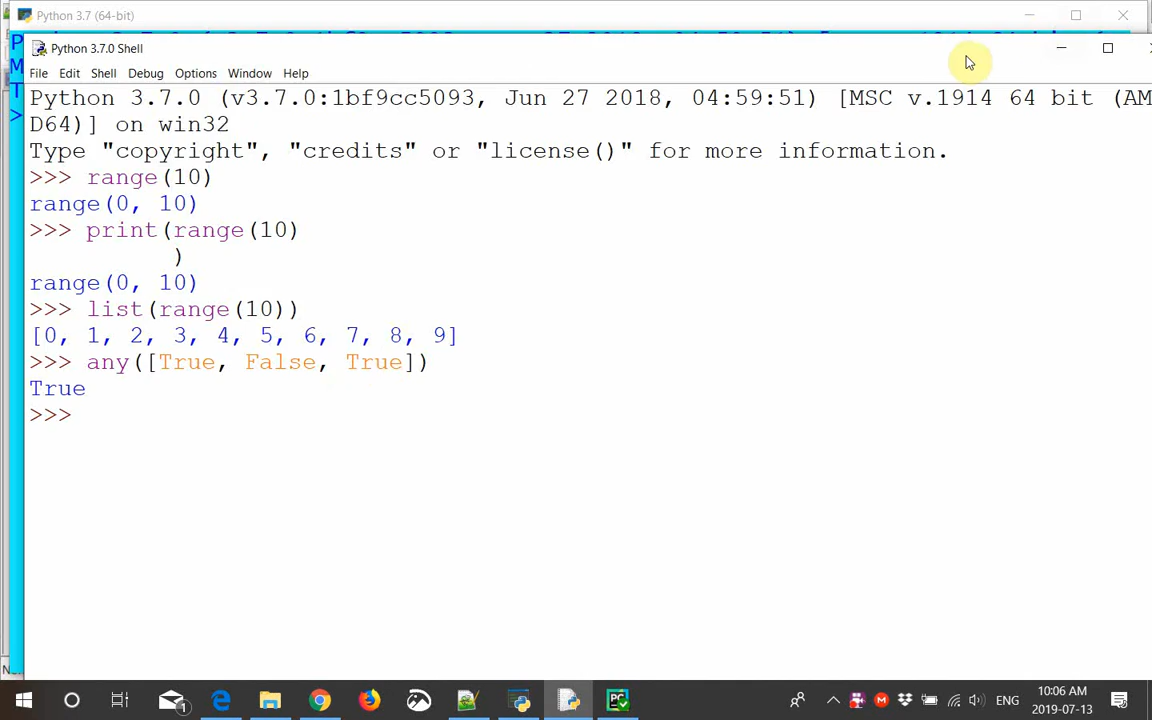 Python 3.7 (64-bit)
Python 3.7.0 Shell
File Edit Shell Debug Options Window Help
Python 3.7.0 (v3.7.0:1bf9cc5093, Jun 27 2018, 04:59:51) [MSC v.1914 64 bit (AM
D64)] on win32
Type "copyright", "credits" or "license()" for more information.
>>> range(10)
range(0, 10)
>>> print(range(10)
)
range(0, 10)
>>> list(range(10))
[0, 1, 2, 3, 4, 5, 6, 7, 8, 9]
>>> any([True, False, True])
True
>>>
P
M
T
>
1
PC
ENG
10:06 AM
2019-07-13